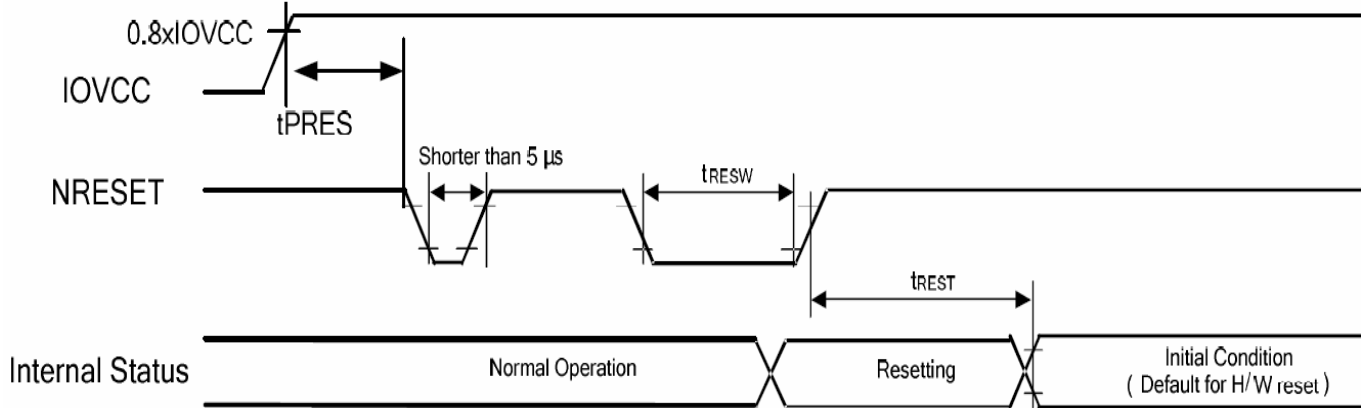 0.8xIOVCC
IOVCC
tPRES
Shorter than 5 µs
tRESW
NRESET
tREST
Internal Status
Normal Operation
Resetting
Initial Condition
( Default for H/W reset )